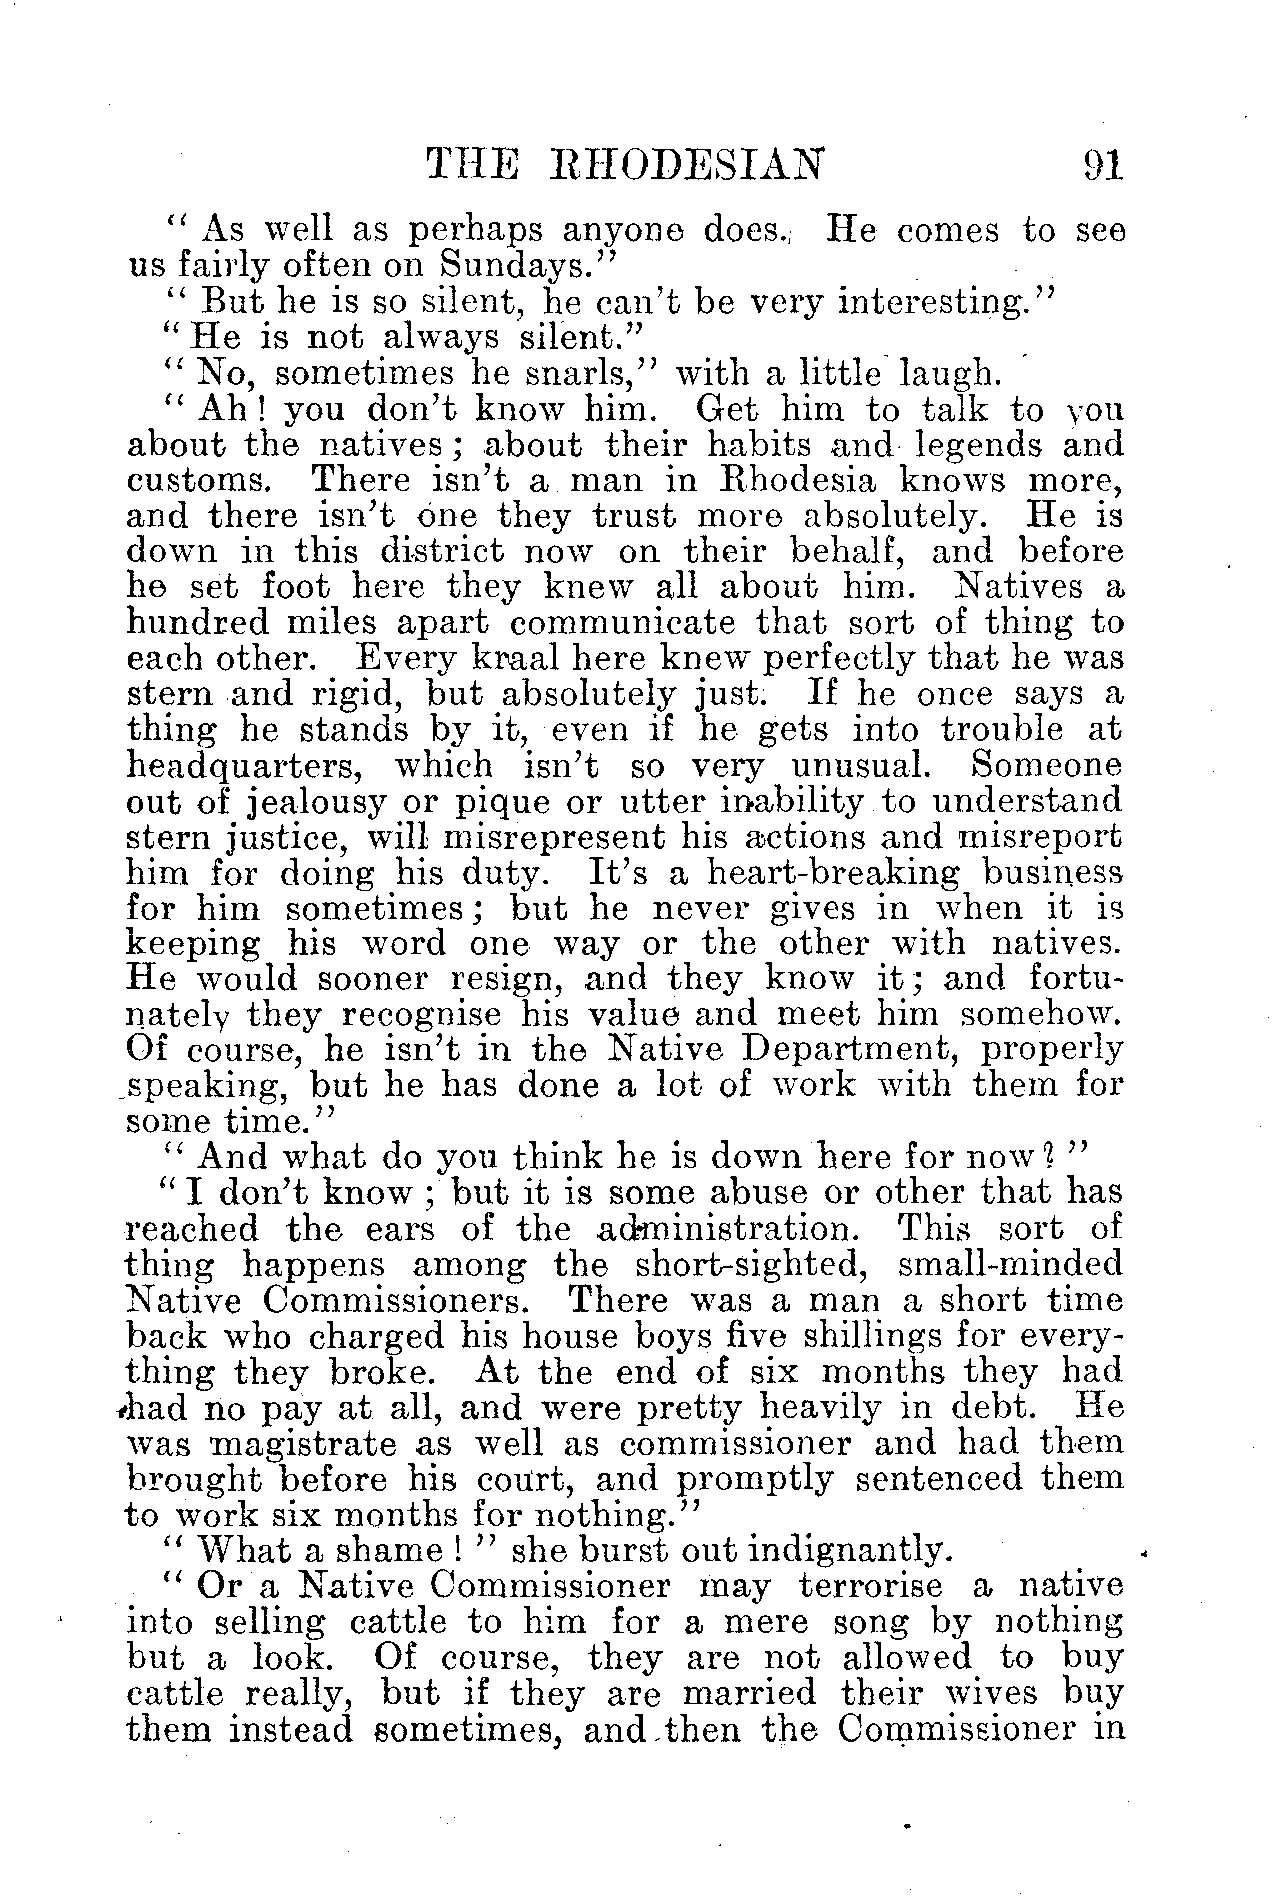 THE RHODESIAN 91
“ As well as perhaps anyone does. He comes to see
us fairly often on Sundays.”
“ But he is so silent, he can't be very interesting.”
“ He is not always silent.”
“ No, sometimes he snarls,” with a little laugh.
“ Ah ! you don't know him. Get him to talk to you
about the natives ; about their habits and legends and
customs. There isn't a man in Rhodesia knows more,
and there isn't one they trust more absolutely. He is
down in this district now on their behalf, and before
he set foot here they knew all about him. Natives a
hundred miles apart communicate that sort of thing to
each other. Every kraal here knew perfectly that he was
stern and rigid, but absolutely just. If he once says a
thing he stands by it, even if he gets into trouble at
headquarters, which isn't so very unusual. Someone
out of jealousy or pique or utter inability to understand
stern justice, will misrepresent his actions and misreport
him for doing his duty. It's a heart-breaking business
for him sometimes ; but he never gives in when it is
keeping his word one way or the other with natives.
He would sooner resign, and they know it ; and fortu-
nately they recognise his value and meet him somehow.
Of course, he isn't in the Native Department, properly
speaking, but he has done a lot of work with them for
some time.”
“ And what do you think he is down here for now ? ”
“ I don't know ; but it is some abuse or other that has
reached the ears of the administration. This sort of
thing happens among the short-sighted, small-minded
Native Commissioners. There was a man a short time
back who charged his house boys five shillings for every-
thing they broke. At the end of six months they had
had no pay at all, and were pretty heavily in debt. He
was magistrate as well as commissioner and had them
brought before his court, and promptly sentenced them
to work six months for nothing.”
“ What a shame ! ” she burst out indignantly.
“ Or a Native Commissioner may terrorise a native
into selling cattle to him for a mere song by nothing
but a look. Of course, they are not allowed to buy
cattle really, but if they are married their wives buy
them instead sometimes, and then the Commissioner in